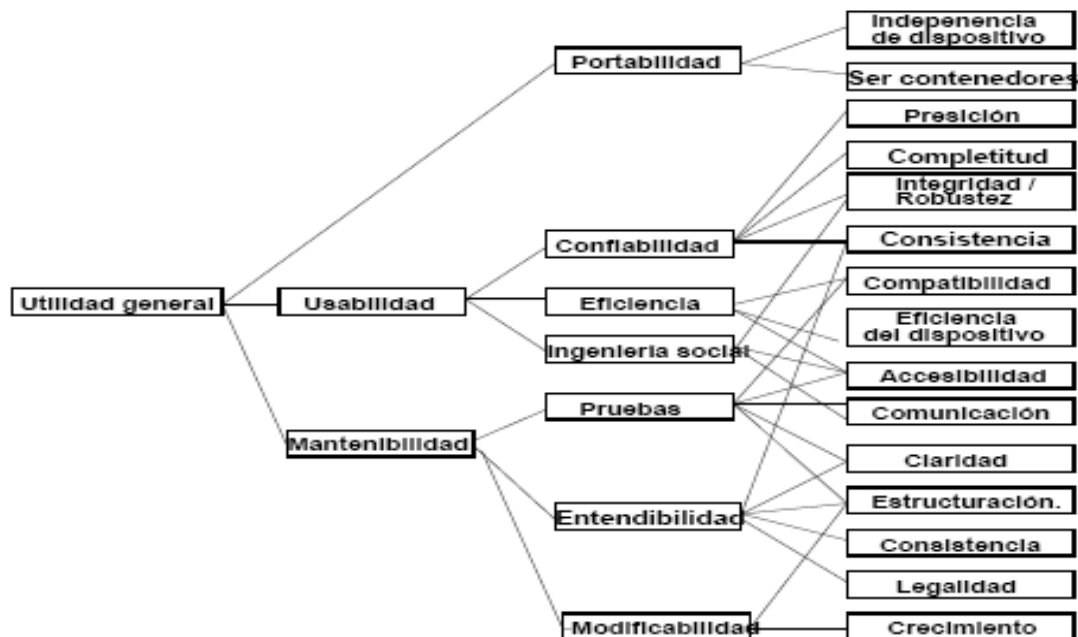 Indepenencia
de dispositivo
Portabilidad
Ser contenedores
Presición
Completitud
Integridad /
Robustez
Confiabilidad
Consistencia
Compatibilidad
Utilidad general
Usabilidad
Eficiencia
Eficiencia
del dispositivo
Ingenieria social
Accesibilidad
Pruebas
Comunicación
Mantenibilidad
Claridad
Estructuración.
Entendibilidad
Consistencia
Legalidad
Modificabilidad
Crecimiento